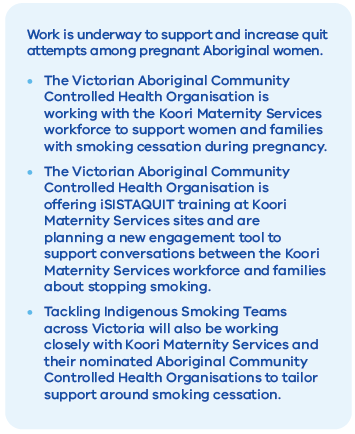 Work is underway to support and increase quit
attempts among pregnant Aboriginal women.
• The Victorian Aboriginal Community
Controlled Health Organisation is
working with the Koori Maternity Services
workforce to support women and families
with smoking cessation during pregnancy.
• The Victorian Aboriginal Community
Controlled Health Organisation is
offering iSISTAQUIT training at Koori
Maternity Services sites and are
planning a new engagement tool to
support conversations between the Koori
Maternity Services workforce and families
about stopping smoking.
• Tackling Indigenous Smoking Teams
across Victoria will also be working
closely with Koori Maternity Services and
their nominated Aboriginal Community
Controlled Health Organisations to tailor
support around smoking cessation.